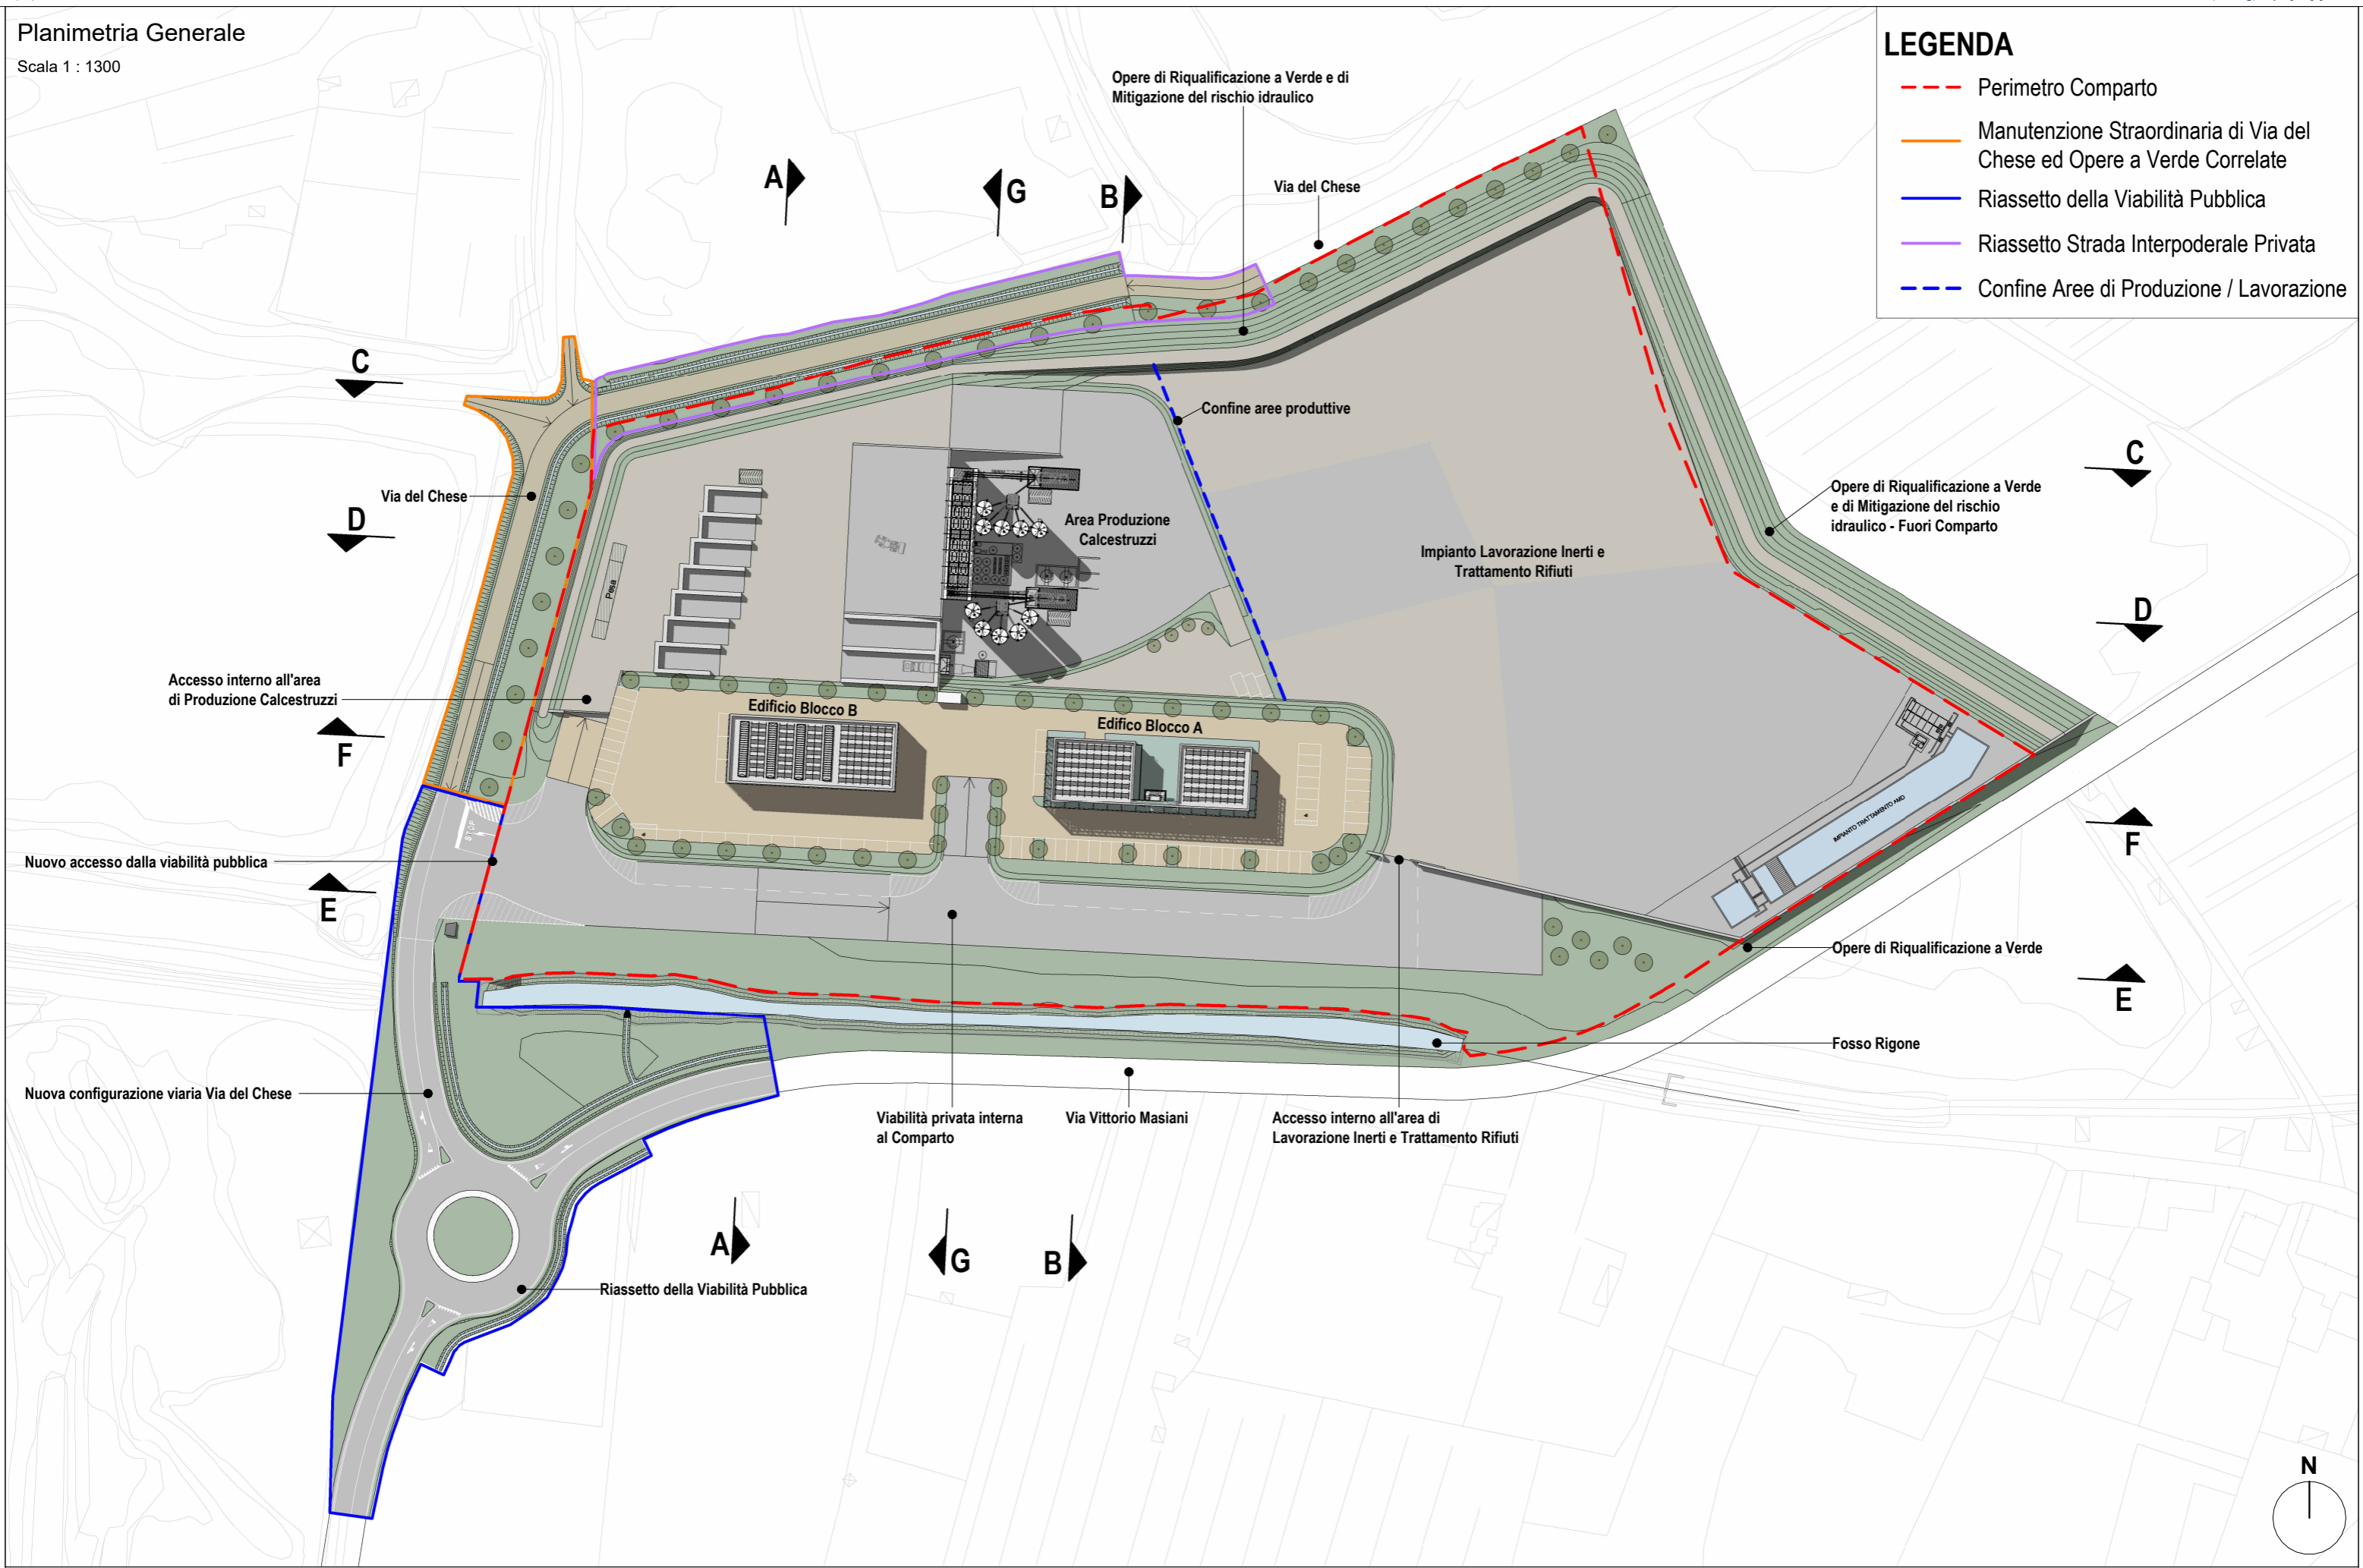 Planimetria Generale
Scala 1 : 1300
LEGENDA
Perimetro Comparto
Manutenzione Straordinaria di Via del
Chese ed Opere a Verde Correlate
Riassetto della Viabilità Pubblica
Riassetto Strada Interpoderale Privata
Confine Aree di Produzione / Lavorazione
Opere di Riqualificazione a Verde e di
Mitigazione del rischio idraulico
A
G
B
Via del Chese
C
Confine aree produttive
C
Via del Chese
D
Opere di Riqualificazione a Verde
e di Mitigazione del rischio
idraulico - Fuori Comparto
Area Produzione
Calcestruzzi
Impianto Lavorazione Inerti e
Trattamento Rifiuti
Pesa
D
Accesso interno all'area
di Produzione Calcestruzzi
F
Edificio Blocco B
Edifico Blocco A
IMPIANTO TRATTAMENTO AMD
STOP
F
Nuovo accesso dalla viabilità pubblica
E
Opere di Riqualificazione a Verde
E
Fosso Rigone
Nuova configurazione viaria Via del Chese
Viabilità privata interna
al Comparto
Via Vittorio Masiani
Accesso interno all'area di
Lavorazione Inerti e Trattamento Rifiuti
A
G
B
Riassetto della Viabilità Pubblica
N